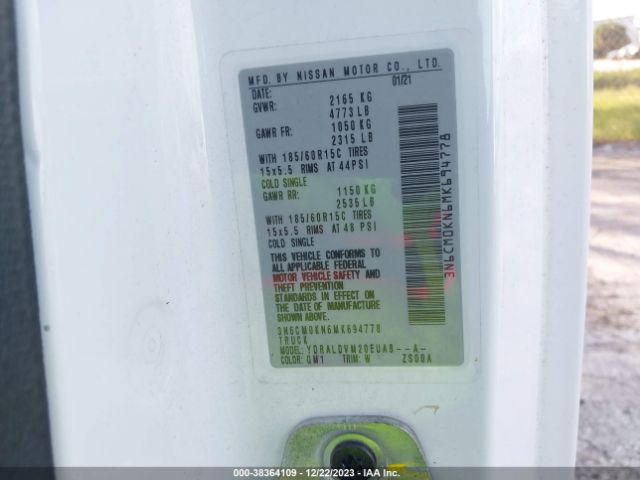 MFD. BY NISSAN MOTOR CO., LTD.
DATE: 01/21
GVWR: 2165 KG
4773 LB
GAWR FR: 1050 KG
2315 LB
WITH 185/60R15C TIRES
15x5.5 RIMS AT 44PSI
COLD SINGLE
GAWR RR: 1150 KG
2535 LB
WITH 185/60R15C TIRES
15x5.5 RIMS AT 48 PSI
COLD SINGLE
THIS VEHICLE CONFORMS TO
ALL APPLICABLE FEDERAL
MOTOR VEHICLE SAFETY AND
THEFT PREVENTION
STANDARDS IN EFFECT ON
THE DATE OF MANUFACTURE
SHOWN ABOVE.
3N6CM0KN6MK694778
TRUCK
MODEL: YDRALDVM20EUAB--A-
COLOR: QM1 TRIM: W ZS00A
3N6CM0KN6MK694778
000-38364109 - 12/22/2023 - IAA Inc.